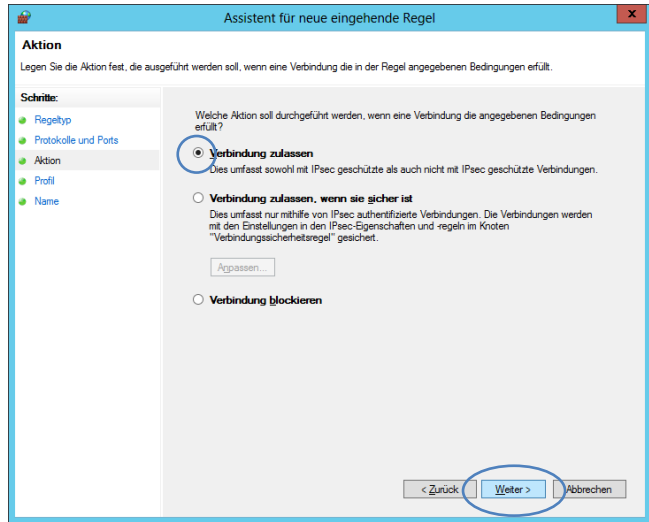 Assistent für neue eingehende Regel
x
Aktion
Legen Sie die Aktion fest, die ausgeführt werden soll, wenn eine Verbindung die in der Regel angegebenen Bedingungen erfüllt.
Schritte:
Regeltyp
Protokolle und Ports
Aktion
Profil
Name
Welche Aktion soll durchgeführt werden, wenn eine Verbindung die angegebenen Bedingungen
erfüllt?
Verbindung zulassen
Dies umfasst sowohl mit IPsec geschützte als auch nicht mit IPsec geschützte Verbindungen.
Verbindung zulassen, wenn sie sicher ist
Dies umfasst nur mithilfe von IPsec authentifizierte Verbindungen. Die Verbindungen werden
mit den Einstellungen in den IPsec-Eigenschaften und -regeln im Knoten
"Verbindungssicherheitsregel" gesichert.
Anpassen...
Verbindung blockieren
< Zurück
Weiter >
Abbrechen